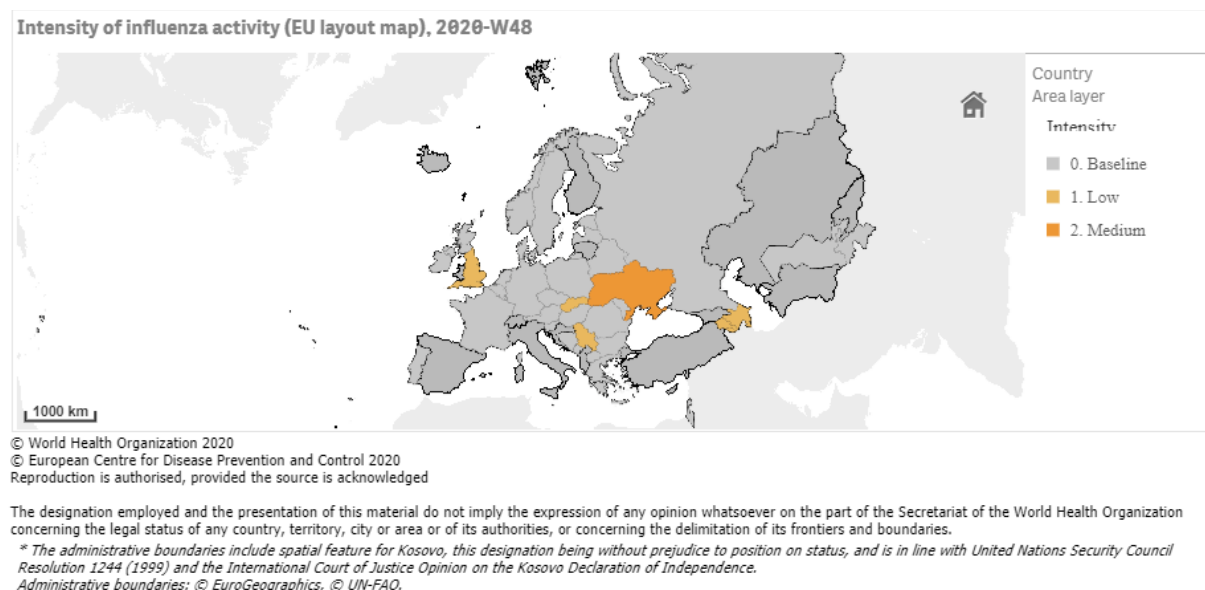 Intensity of influenza activity (EU layout map), 2020-W48
Country
Area layer
Intensity
0. Baseline
1. Low
2. Medium
1000 km
© World Health Organization 2020
© European Centre for Disease Prevention and Control 2020
Reproduction is authorised, provided the source is acknowledged
The designation employed and the presentation of this material do not imply the expression of any opinion whatsoever on the part of the Secretariat of the World Health Organization
concerning the legal status of any country, territory, city or area or of its authorities, or concerning the delimitation of its frontiers and boundaries.
* The administrative boundaries include spatial feature for Kosovo, this designation being without prejudice to position on status, and is in line with United Nations Security Council
Resolution 1244 (1999) and the International Court of Justice Opinion on the Kosovo Declaration of Independence.
Administrative boundaries: © EuroGeographics, © UN-FAO.